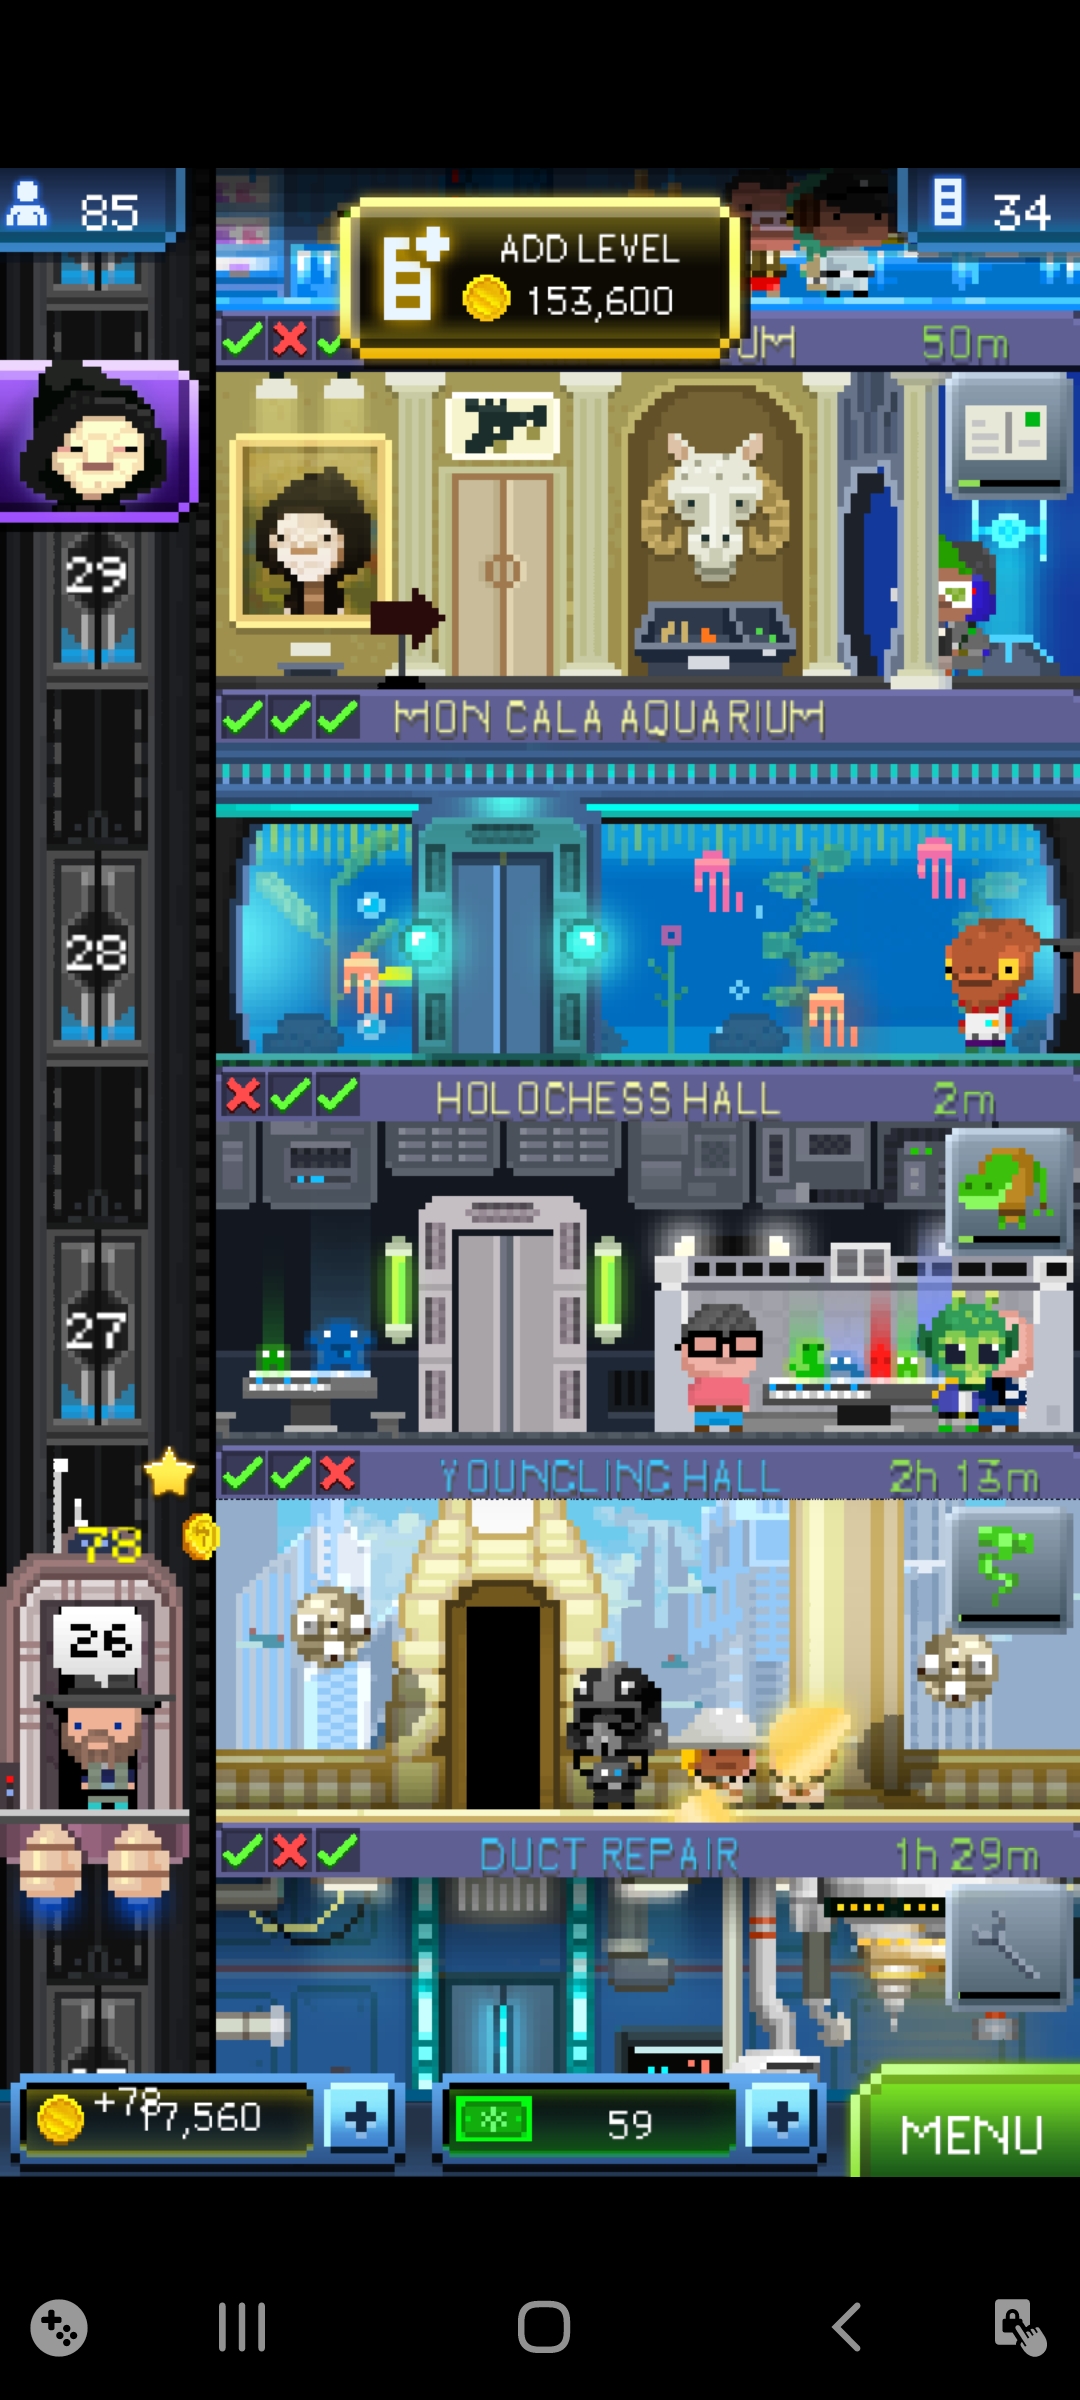 85
34
ADD LEVEL
153,600
UM
50m
29
MON CALA AQUARIUM
28
HOLOCHESS HALL
2m
27
YOUNGLING HALL
2h 13m
78
26
DUCT REPAIR
1h 29m
+78
7,560
59
MENU